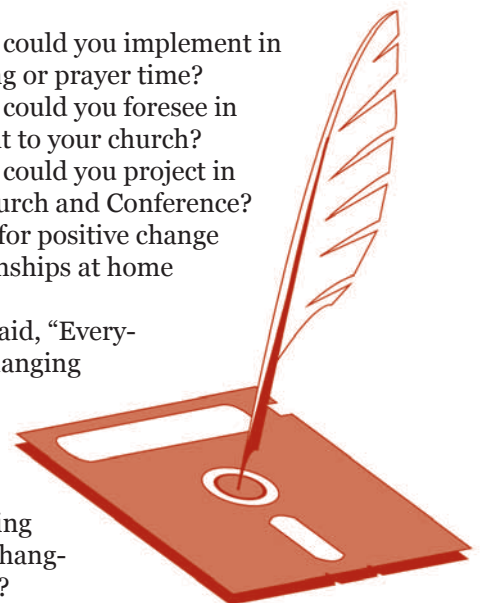 could you implement in
ng or prayer time?
could you foresee in
t to your church?
could you project in
urch and Conference?
for positive change
nships at home
aid, “Every-
anging
ing
hang-
?